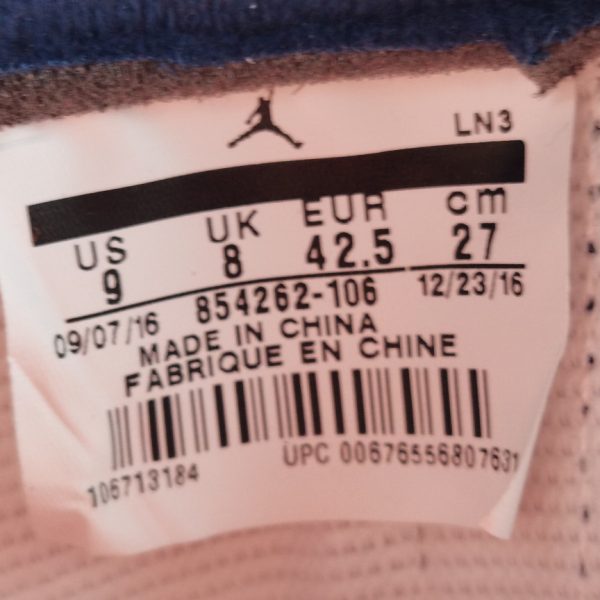 LN3
US UK EUR cm
9 8 42.5 27
09/07/16 854262-106 12/23/16
MADE IN CHINA
FABRIQUE EN CHINE
106713184 UPC 00676556807631